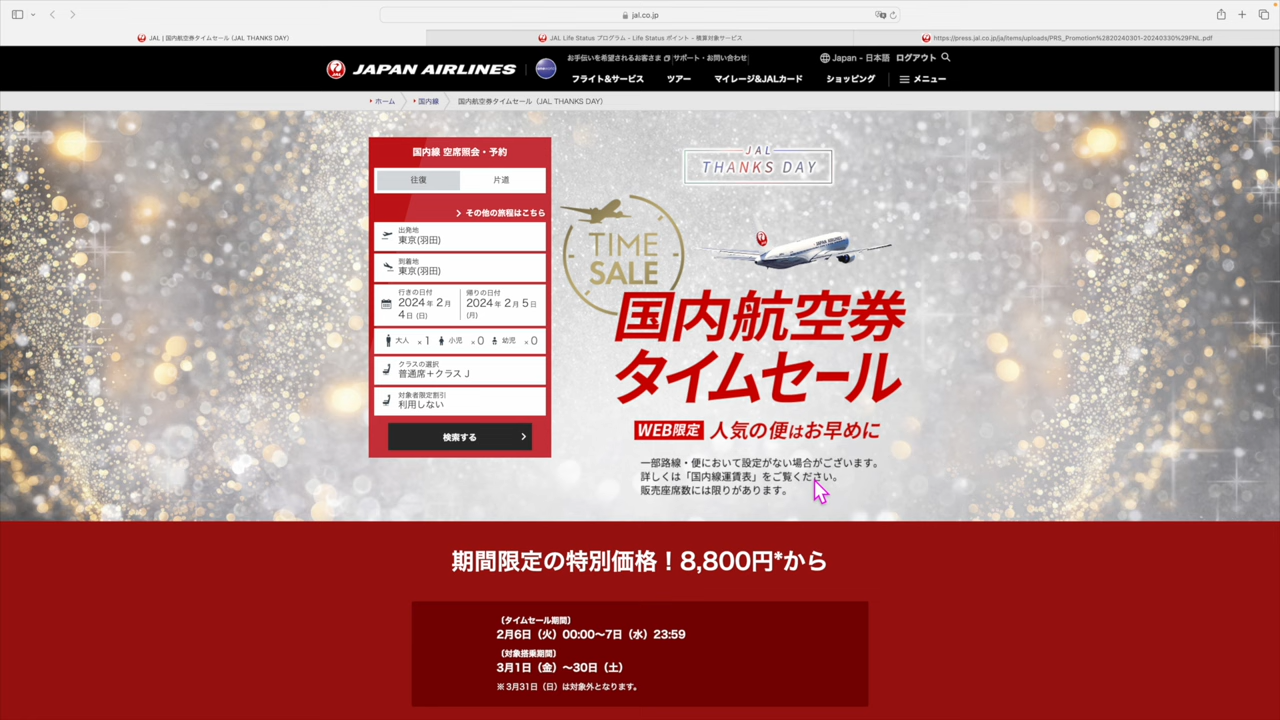 jal.co.jp
JAL | 国内航空券タイムセール（JAL THANKS DAY）
JAL Life Status プログラム - Life Status ポイント - 積算対象サービス
https://press.jal.co.jp/ja/items/uploads/PRS_Promotion%2820240301-20240330%29FNL.pdf
JAPAN AIRLINES
お手伝いを希望されるお客さま
サポート・お問い合わせ
Japan - 日本語
ログアウト
フライト&サービス
ツアー
マイレージ&JALカード
ショッピング
メニュー
ホーム
国内線
国内航空券タイムセール（JAL THANKS DAY）
国内線 空席照会・予約
往復
片道
その他の旅程はこちら
出発地
東京(羽田)
到着地
東京(羽田)
行きの日付
2024年2月
4日(日)
帰りの日付
2024年2月5日
(月)
大人 ×1 小児 ×0 幼児 ×0
クラスの選択
普通席＋クラス J
対象者限定割引
利用しない
検索する
JAL
THANKS DAY
TIME
SALE
JAPAN AIRLINES
国内航空券
タイムセール
WEB限定 人気の便はお早めに
一部路線・便において設定がない場合がございます。
詳しくは「国内線運賃表」をご覧ください。
販売座席数には限りがあります。
期間限定の特別価格！8,800円*から
〔タイムセール期間〕
2月6日（火）00:00〜7日（水）23:59
〔対象搭乗期間〕
3月1日（金）〜30日（土）
※ 3月31日（日）は対象外となります。